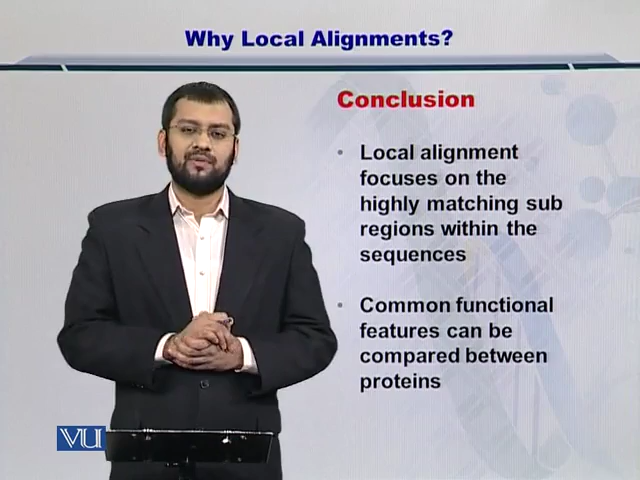 Why Local Alignments?
Conclusion
• Local alignment
focuses on the
highly matching sub
regions within the
sequences
• Common functional
features can be
compared between
proteins
VU